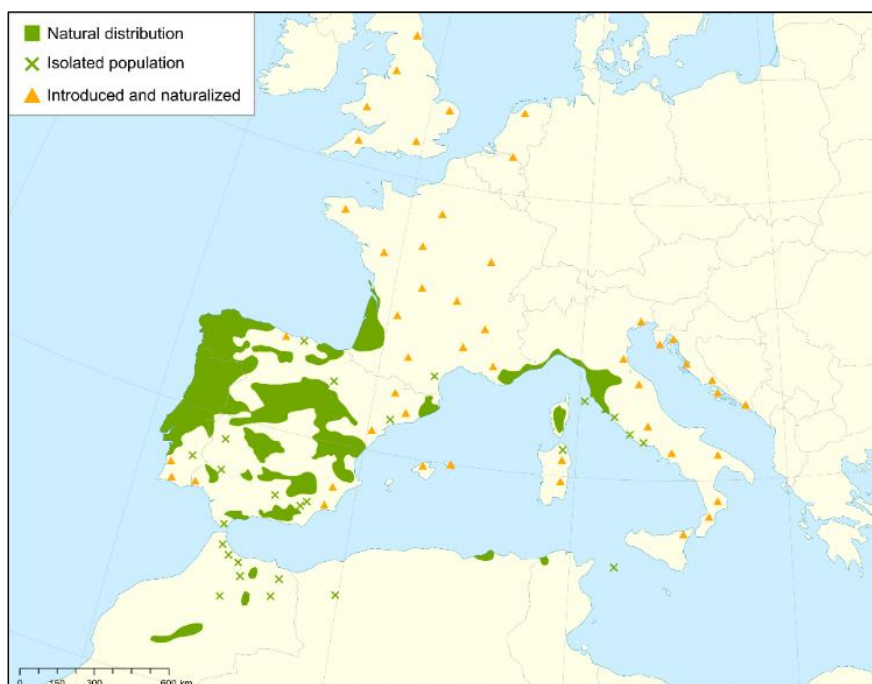 Natural distribution
Isolated population
Introduced and naturalized
0 150 300 600 km